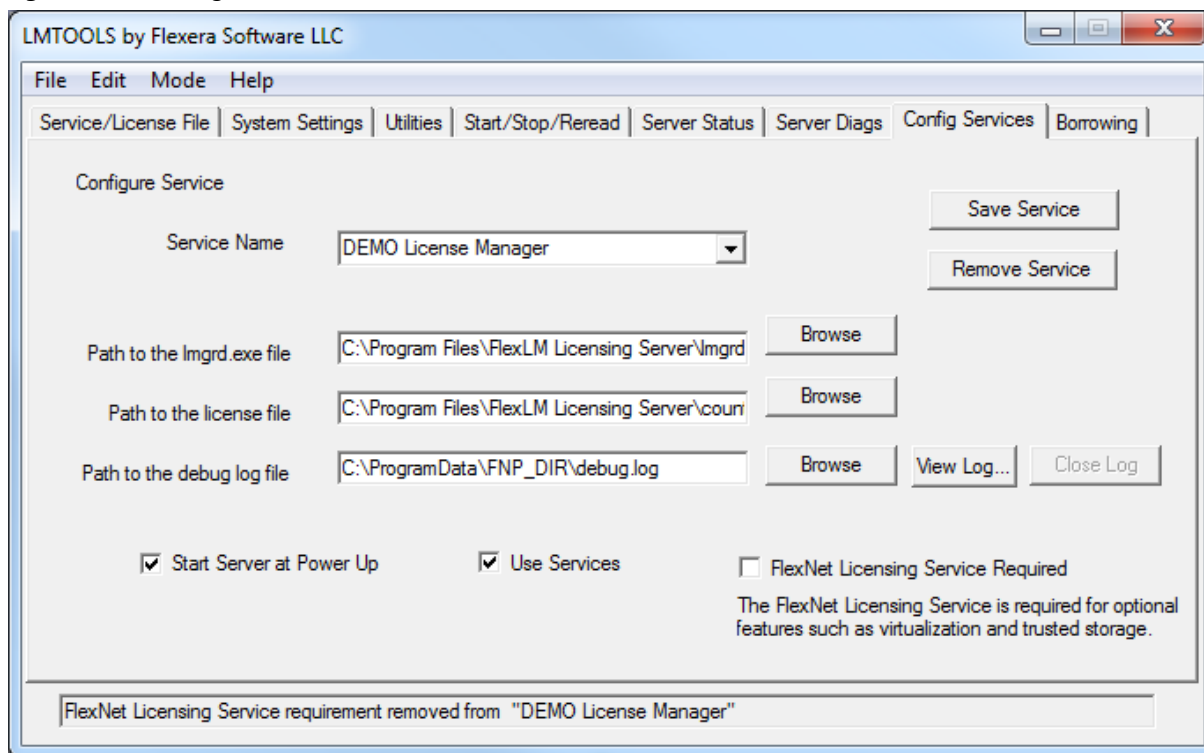 LMTOOLS by Flexera Software LLC
File Edit Mode Help
Service/License File System Settings Utilities Start/Stop/Reread Server Status Server Diags Config Services Borrowing
Configure Service
Save Service
Service Name DEMO License Manager
Remove Service
Path to the lmgrd.exe file C:\Program Files\FlexLM Licensing Server\lmgrd Browse
Path to the license file C:\Program Files\FlexLM Licensing Server\coun Browse
Path to the debug log file C:\ProgramData\FNP_DIR\debug.log Browse View Log... Close Log
Start Server at Power Up Use Services FlexNet Licensing Service Required
The FlexNet Licensing Service is required for optional
features such as virtualization and trusted storage.
FlexNet Licensing Service requirement removed from "DEMO License Manager"